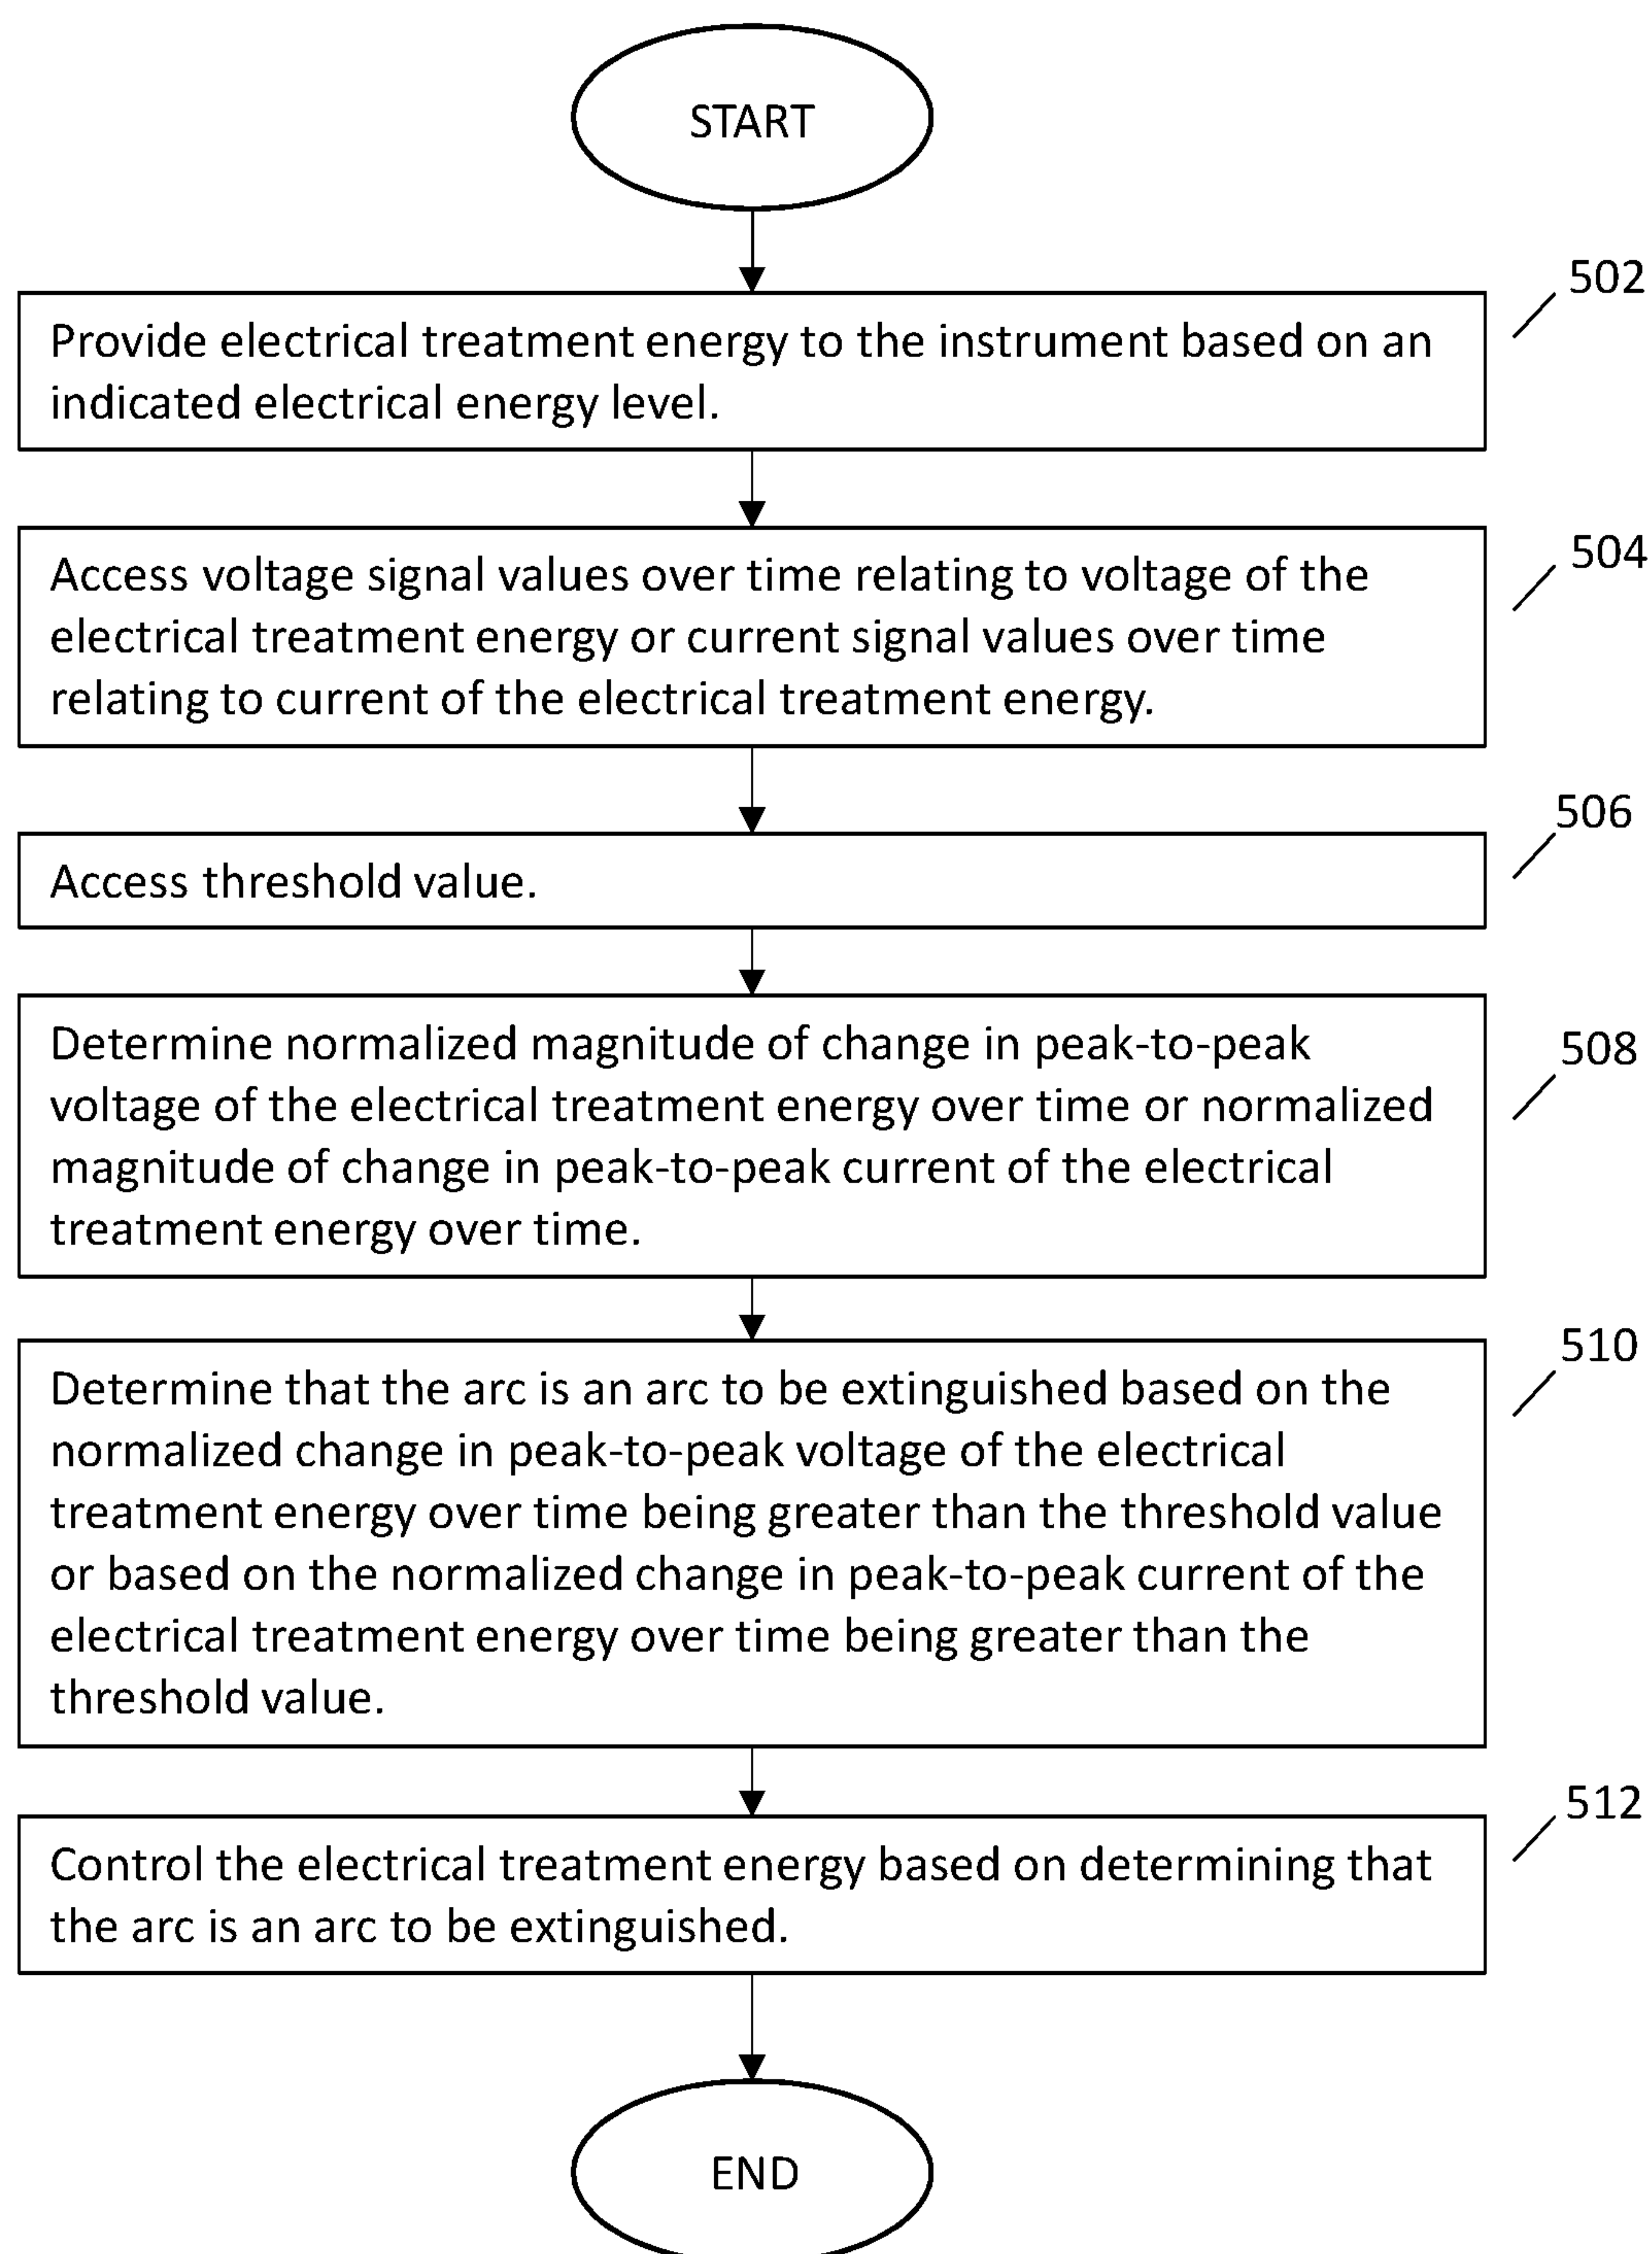 START
502
Provide electrical treatment energy to the instrument based on an
indicated electrical energy level.
504
Access voltage signal values over time relating to voltage of the
electrical treatment energy or current signal values over time
relating to current of the electrical treatment energy.
506
Access threshold value.
508
Determine normalized magnitude of change in peak-to-peak
voltage of the electrical treatment energy over time or normalized
magnitude of change in peak-to-peak current of the electrical
treatment energy over time.
510
Determine that the arc is an arc to be extinguished based on the
normalized change in peak-to-peak voltage of the electrical
treatment energy over time being greater than the threshold value
or based on the normalized change in peak-to-peak current of the
electrical treatment energy over time being greater than the
threshold value.
512
Control the electrical treatment energy based on determining that
the arc is an arc to be extinguished.
END